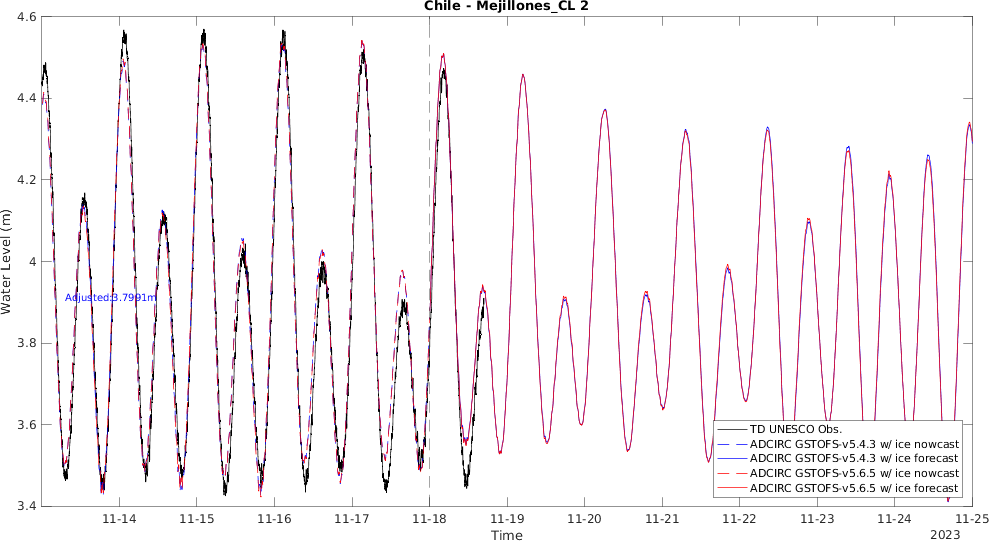 Chile - Mejillones_CL 2
4.6
4.4
4.2
4
3.8
3.6
3.4
Water Level (m)
Adjusted:3.7991m
TD UNESCO Obs.
ADCIRC GSTOFS-v5.4.3 w/ ice nowcast
ADCIRC GSTOFS-v5.4.3 w/ ice forecast
ADCIRC GSTOFS-v5.6.5 w/ ice nowcast
ADCIRC GSTOFS-v5.6.5 w/ ice forecast
11-14 11-15 11-16 11-17 11-18 11-19 11-20 11-21 11-22 11-23 11-24 11-25
Time
2023